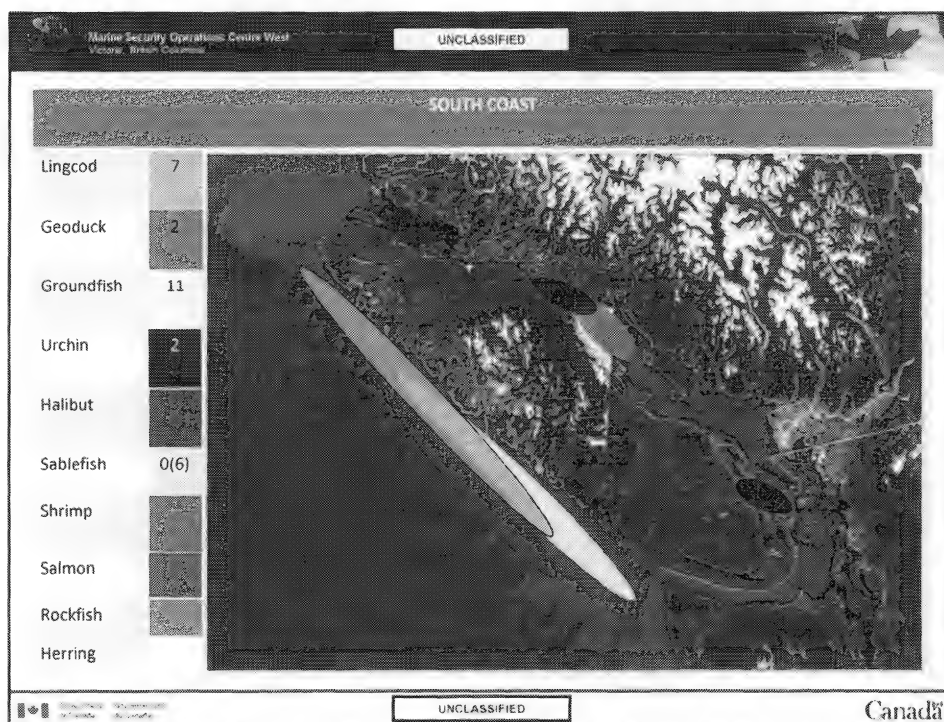 Marine Security Operations Centre West
Victoria, British Columbia
UNCLASSIFIED
SOUTH COAST
Lingcod 7
Geoduck 2
Groundfish 11
Urchin 2
Halibut
Sablefish 0(6)
Shrimp
Salmon
Rockfish
Herring
UNCLASSIFIED
Canada